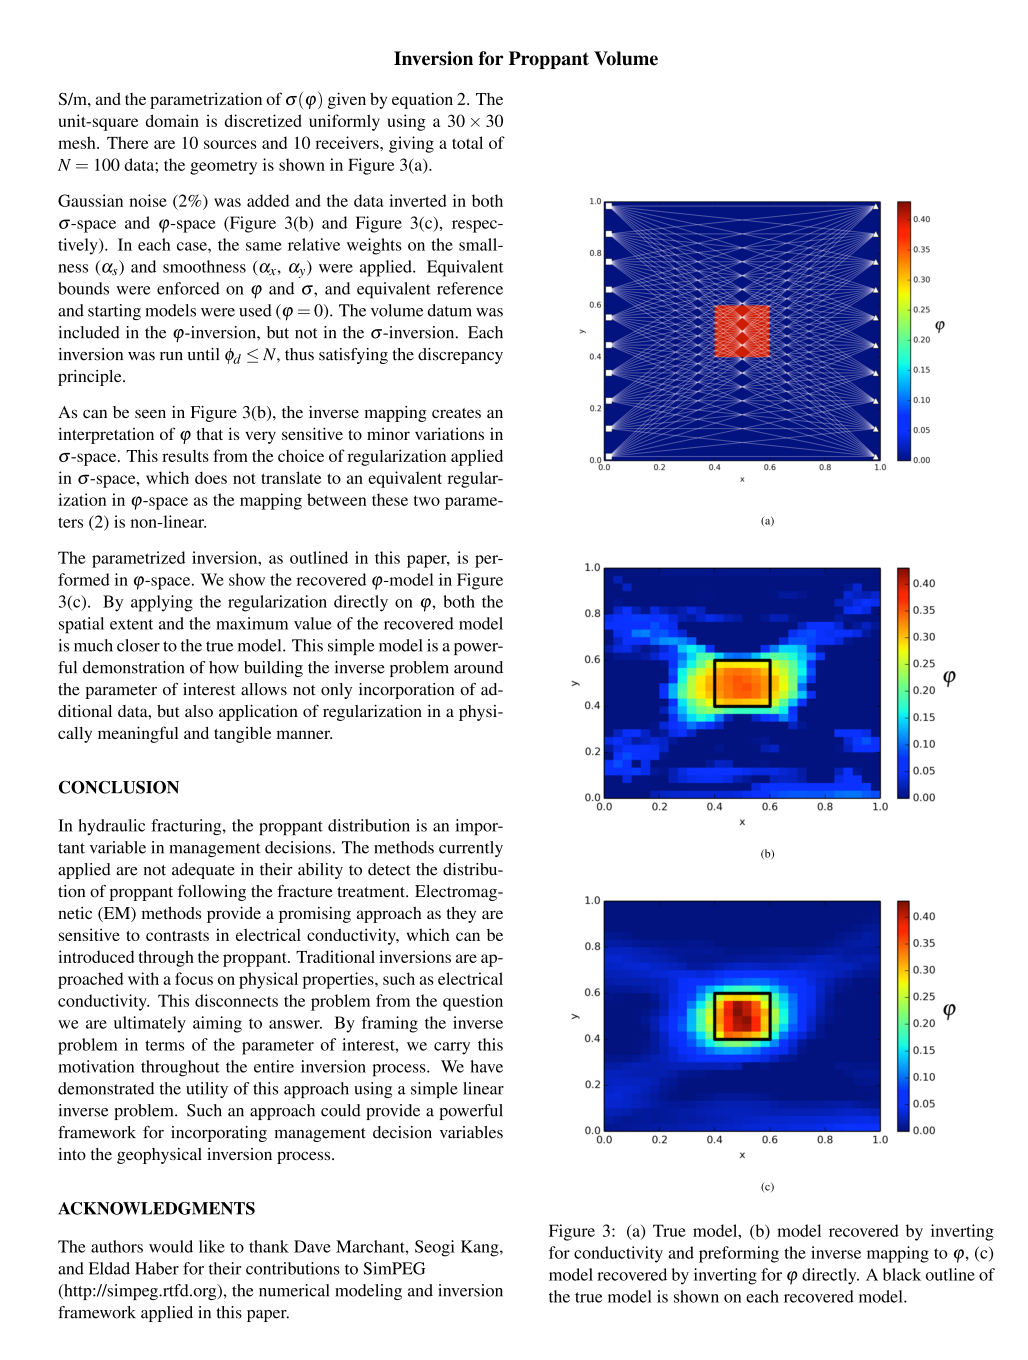 Inversion for Proppant Volume
S/m, and the parametrization of σ(φ) given by equation 2. The
unit-square domain is discretized uniformly using a 30 × 30
mesh. There are 10 sources and 10 receivers, giving a total of
N = 100 data; the geometry is shown in Figure 3(a).
Gaussian noise (2%) was added and the data inverted in both
σ-space and φ-space (Figure 3(b) and Figure 3(c), respec-
tively). In each case, the same relative weights on the small-
ness (αs) and smoothness (αx, αy) were applied. Equivalent
bounds were enforced on φ and σ, and equivalent reference
and starting models were used (φ = 0). The volume datum was
included in the φ-inversion, but not in the σ-inversion. Each
inversion was run until ϕd ≤ N, thus satisfying the discrepancy
principle.
As can be seen in Figure 3(b), the inverse mapping creates an
interpretation of φ that is very sensitive to minor variations in
σ-space. This results from the choice of regularization applied
in σ-space, which does not translate to an equivalent regular-
ization in φ-space as the mapping between these two parame-
ters (2) is non-linear.
The parametrized inversion, as outlined in this paper, is per-
formed in φ-space. We show the recovered φ-model in Figure
3(c). By applying the regularization directly on φ, both the
spatial extent and the maximum value of the recovered model
is much closer to the true model. This simple model is a power-
ful demonstration of how building the inverse problem around
the parameter of interest allows not only incorporation of ad-
ditional data, but also application of regularization in a physi-
cally meaningful and tangible manner.
CONCLUSION
In hydraulic fracturing, the proppant distribution is an impor-
tant variable in management decisions. The methods currently
applied are not adequate in their ability to detect the distribu-
tion of proppant following the fracture treatment. Electromag-
netic (EM) methods provide a promising approach as they are
sensitive to contrasts in electrical conductivity, which can be
introduced through the proppant. Traditional inversions are ap-
proached with a focus on physical properties, such as electrical
conductivity. This disconnects the problem from the question
we are ultimately aiming to answer. By framing the inverse
problem in terms of the parameter of interest, we carry this
motivation throughout the entire inversion process. We have
demonstrated the utility of this approach using a simple linear
inverse problem. Such an approach could provide a powerful
framework for incorporating management decision variables
into the geophysical inversion process.
ACKNOWLEDGMENTS
The authors would like to thank Dave Marchant, Seogi Kang,
and Eldad Haber for their contributions to SimPEG
(http://simpeg.rtfd.org), the numerical modeling and inversion
framework applied in this paper.
1.0
0.8
0.6
0.4
0.2
0.0
y
0.0 0.2 0.4 0.6 0.8 1.0
x
0.40
0.35
0.30
0.25
0.20
0.15
0.10
0.05
0.00
φ
(a)
1.0
0.8
0.6
0.4
0.2
0.0
y
0.0 0.2 0.4 0.6 0.8 1.0
x
0.40
0.35
0.30
0.25
0.20
0.15
0.10
0.05
0.00
φ
(b)
1.0
0.8
0.6
0.4
0.2
0.0
y
0.0 0.2 0.4 0.6 0.8 1.0
x
0.40
0.35
0.30
0.25
0.20
0.15
0.10
0.05
0.00
φ
(c)
Figure 3: (a) True model, (b) model recovered by inverting
for conductivity and preforming the inverse mapping to φ, (c)
model recovered by inverting for φ directly. A black outline of
the true model is shown on each recovered model.